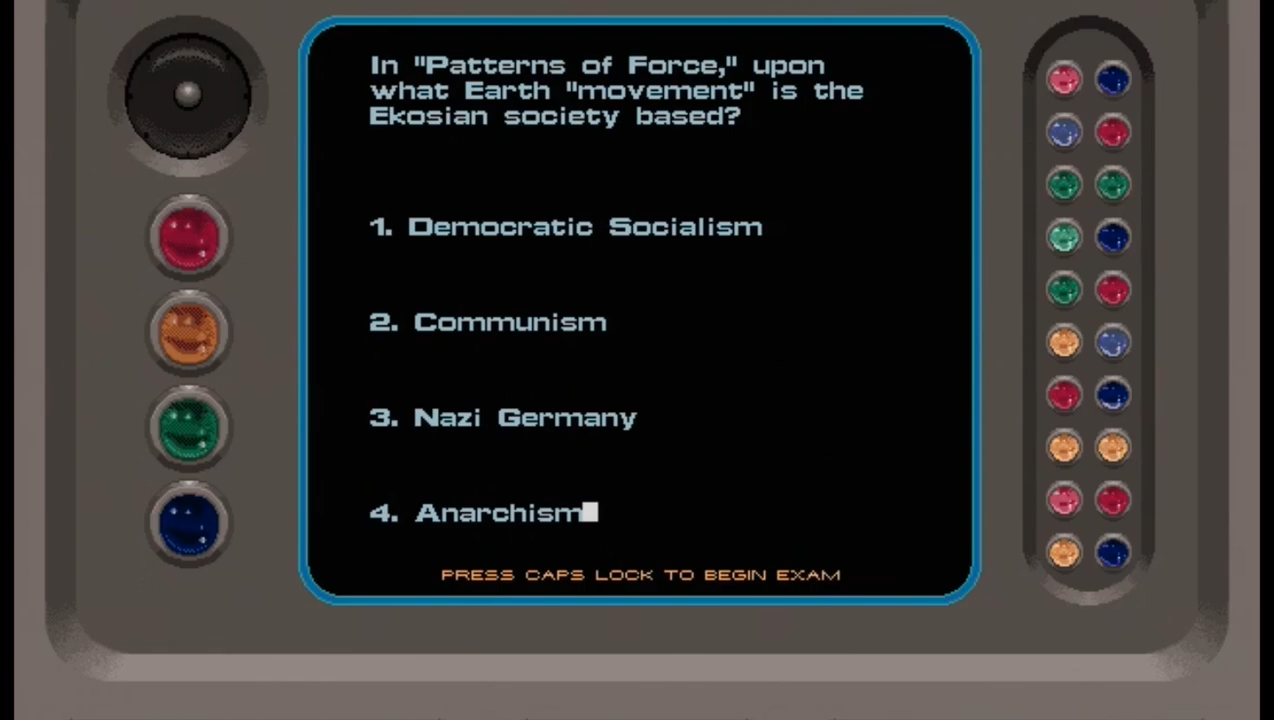 In "Patterns of Force," upon
what Earth "movement" is the
Ekosian society based?
1. Democratic Socialism
2. Communism
3. Nazi Germany
4. Anarchism
PRESS CAPS LOCK TO BEGIN EXAM